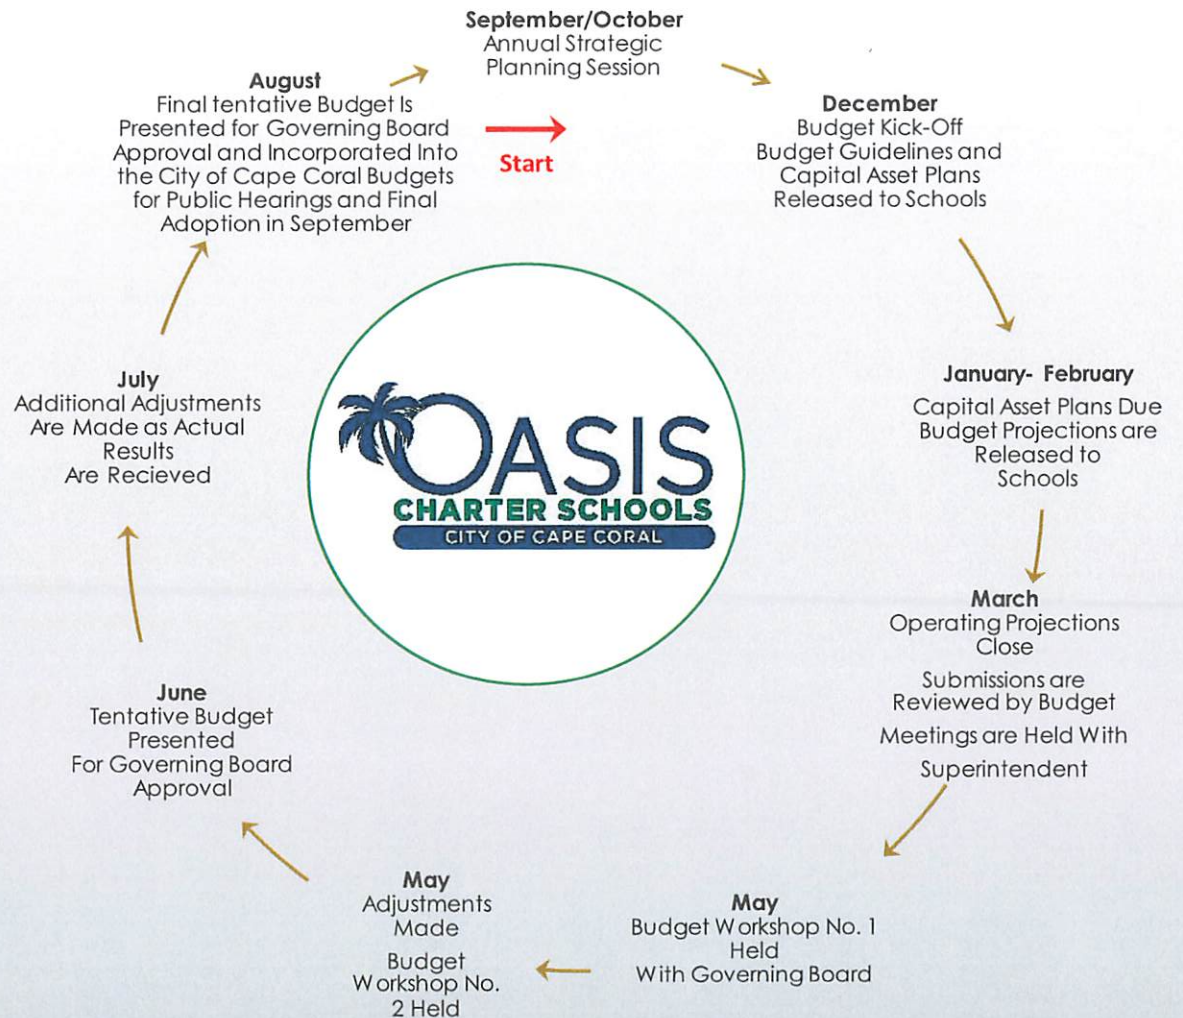 September/October
Annual Strategic
Planning Session
Start
December
Budget Kick-Off
Budget Guidelines and
Capital Asset Plans
Released to Schools
January- February
Capital Asset Plans Due
Budget Projections are
Released to
Schools
March
Operating Projections
Close
Submissions are
Reviewed by Budget
Meetings are Held With
Superintendent
May
Budget Workshop No. 1
Held
With Governing Board
May
Adjustments
Made
Budget
Workshop No.
2 Held
June
Tentative Budget
Presented
For Governing Board
Approval
July
Additional Adjustments
Are Made as Actual
Results
Are Recieved
August
Final tentative Budget Is
Presented for Governing Board
Approval and Incorporated Into
the City of Cape Coral Budgets
for Public Hearings and Final
Adoption in September
OASIS
CHARTER SCHOOLS
CITY OF CAPE CORAL